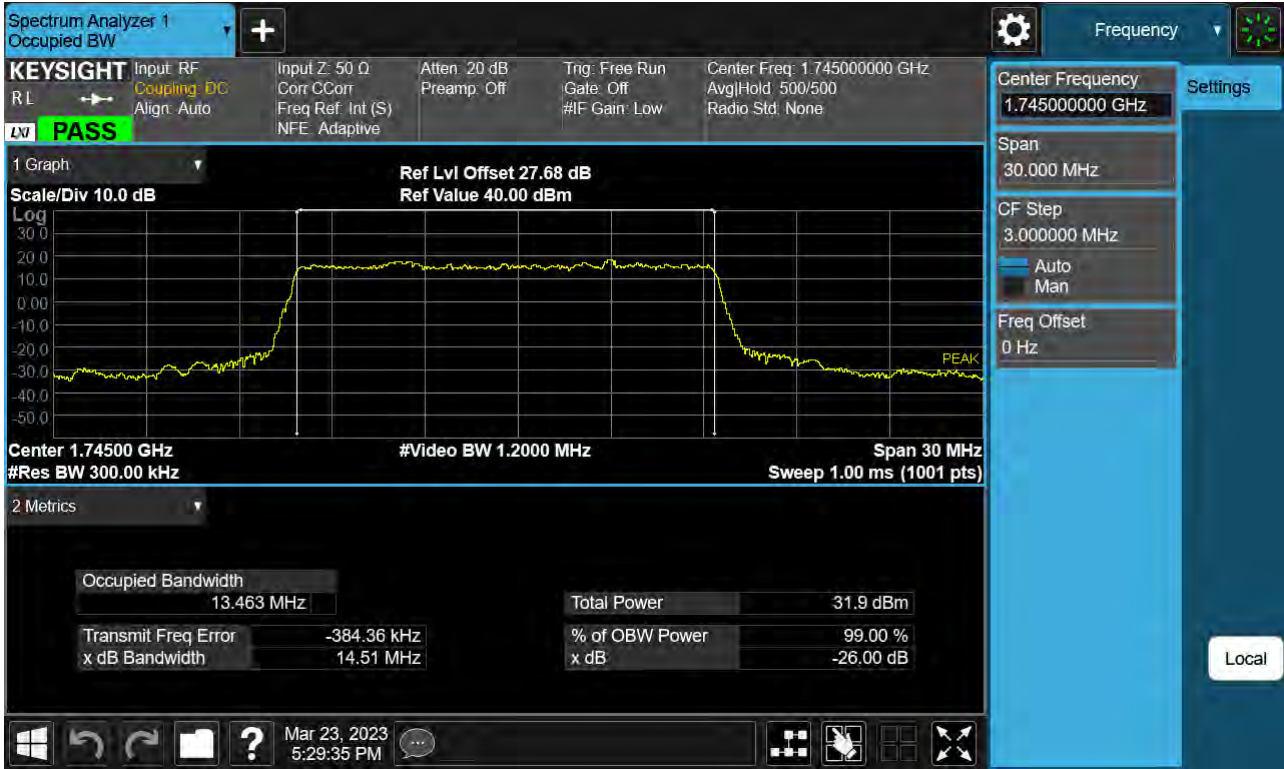 Spectrum Analyzer 1
Occupied BW
Frequency
KEYSIGHT
RL
LXI
PASS
Input: RF
Coupling: DC
Align: Auto
Input Z: 50 Ω
Corr CCorr
Freq Ref: Int (S)
NFE: Adaptive
Atten: 20 dB
Preamp: Off
Trig: Free Run
Gate: Off
#IF Gain: Low
Center Freq: 1.745000000 GHz
Avg|Hold: 500/500
Radio Std: None
Center Frequency
1.745000000 GHz
Settings
Span
30.000 MHz
CF Step
3.000000 MHz
Auto
Man
Freq Offset
0 Hz
1 Graph
Scale/Div 10.0 dB
Ref Lvl Offset 27.68 dB
Ref Value 40.00 dBm
Log
30.0
20.0
10.0
0.00
-10.0
-20.0
-30.0
-40.0
-50.0
PEAK
Center 1.74500 GHz
#Video BW 1.2000 MHz
Span 30 MHz
#Res BW 300.00 kHz
Sweep 1.00 ms (1001 pts)
2 Metrics
Occupied Bandwidth
13.463 MHz
Total Power 31.9 dBm
Transmit Freq Error -384.36 kHz
% of OBW Power 99.00 %
x dB Bandwidth 14.51 MHz
x dB -26.00 dB
Local
?
Mar 23, 2023
5:29:35 PM